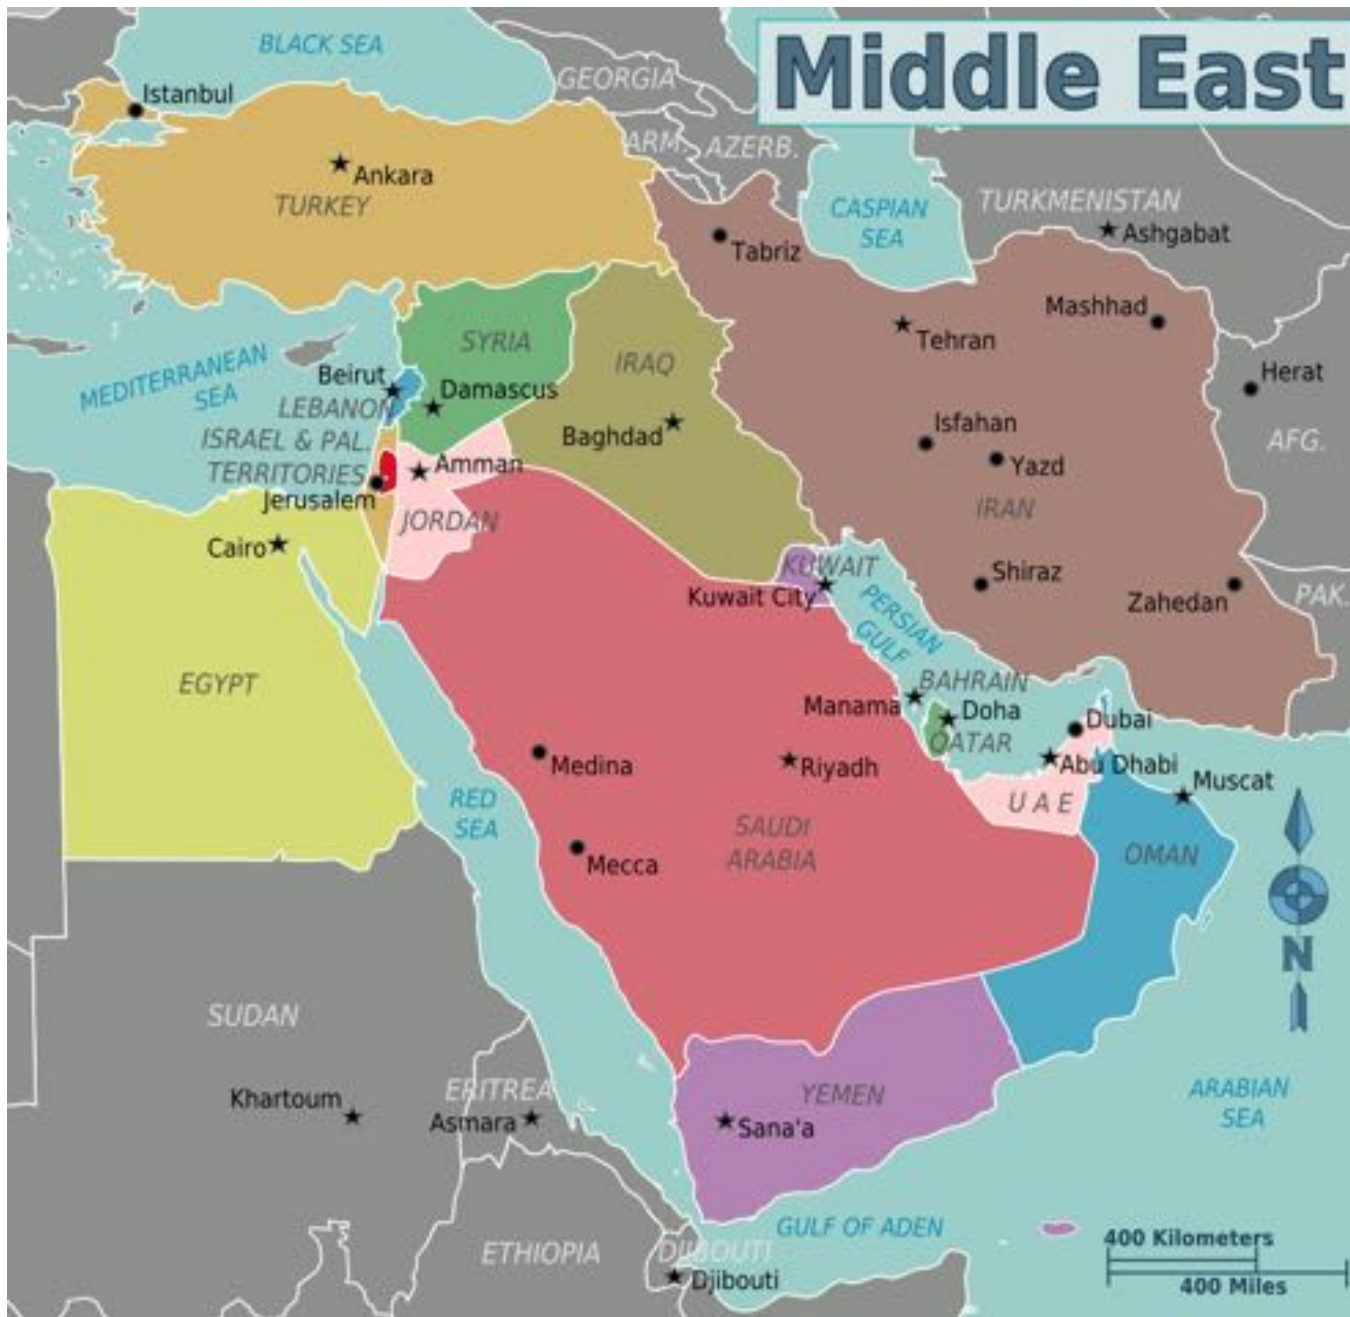 Middle East
BLACK SEA
GEORGIA
Istanbul
ARM.
AZERB.
Ankara
TURKEY
CASPIAN
SEA
TURKMENISTAN
Ashgabat
Tabriz
Mashhad
Tehran
SYRIA
IRAQ
MEDITERRANEAN
SEA
Beirut
Damascus
Herat
LEBANON
Isfahan
Baghdad
ISRAEL & PAL.
TERRITORIES
AFG.
Amman
Yazd
Jerusalem
IRAN
JORDAN
Cairo
KUWAIT
Shiraz
Kuwait City
Zahedan
PAK.
PERSIAN
GULF
EGYPT
BAHRAIN
Manama
Doha
Dubai
QATAR
Medina
Riyadh
Abu Dhabi
Muscat
RED
SEA
U A E
SAUDI
ARABIA
Mecca
OMAN
N
SUDAN
ERITREA
YEMEN
ARABIAN
SEA
Khartoum
Asmara
Sana'a
GULF OF ADEN
400 Kilometers
ETHIOPIA
DJIBOUTI
Djibouti
400 Miles